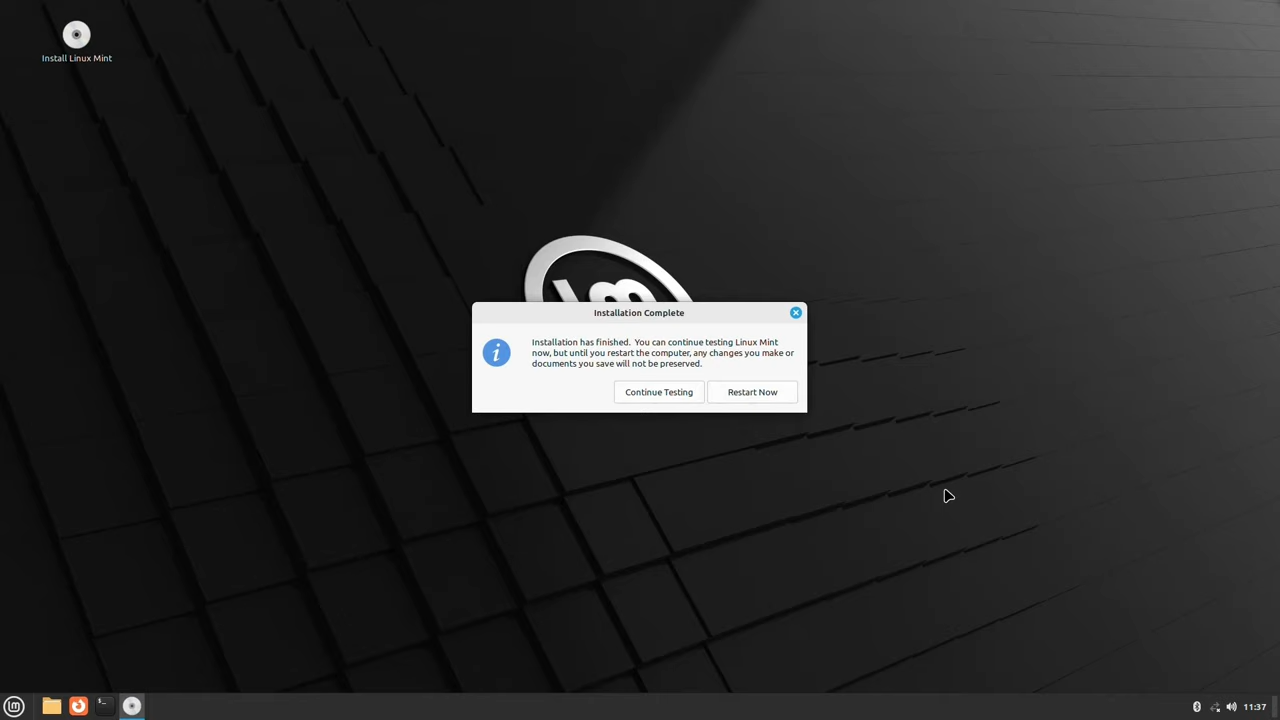 Install Linux Mint
Installation Complete
Installation has finished.  You can continue testing Linux Mint
now, but until you restart the computer, any changes you make or
documents you save will not be preserved.
Continue Testing
Restart Now
11:37